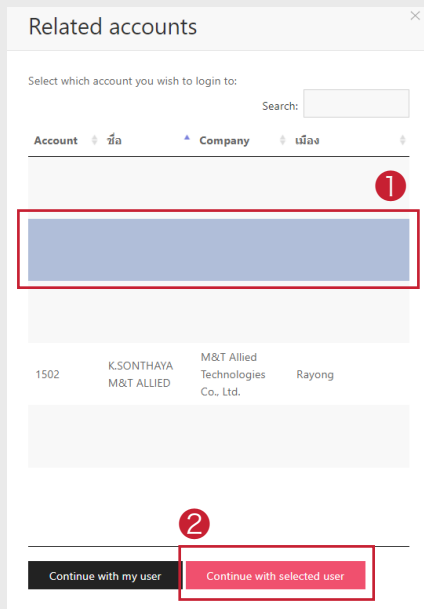 Related accounts
×
Select which account you wish to login to:
Search:
Account ชื่อ Company เมือง
1
1502 K.SONTHAYA M&T ALLIED M&T Allied Technologies Co., Ltd. Rayong
2
Continue with my user Continue with selected user